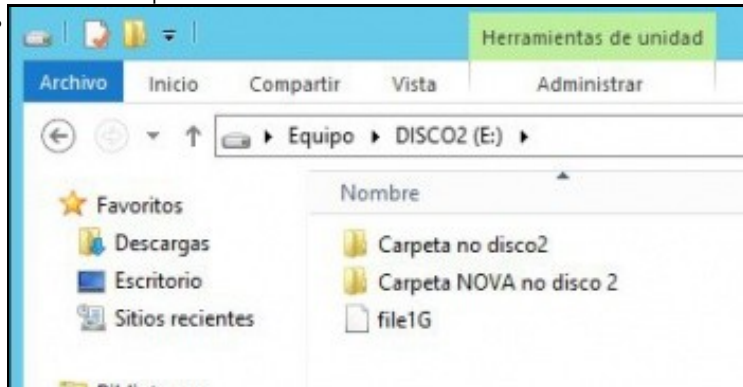 Herramientas de unidad
Archivo Inicio Compartir Vista Administrar
Equipo DISCO2 (E:)
Favoritos
Descargas
Escritorio
Sitios recientes
Nombre
Carpeta no disco2
Carpeta NOVA no disco 2
file1G